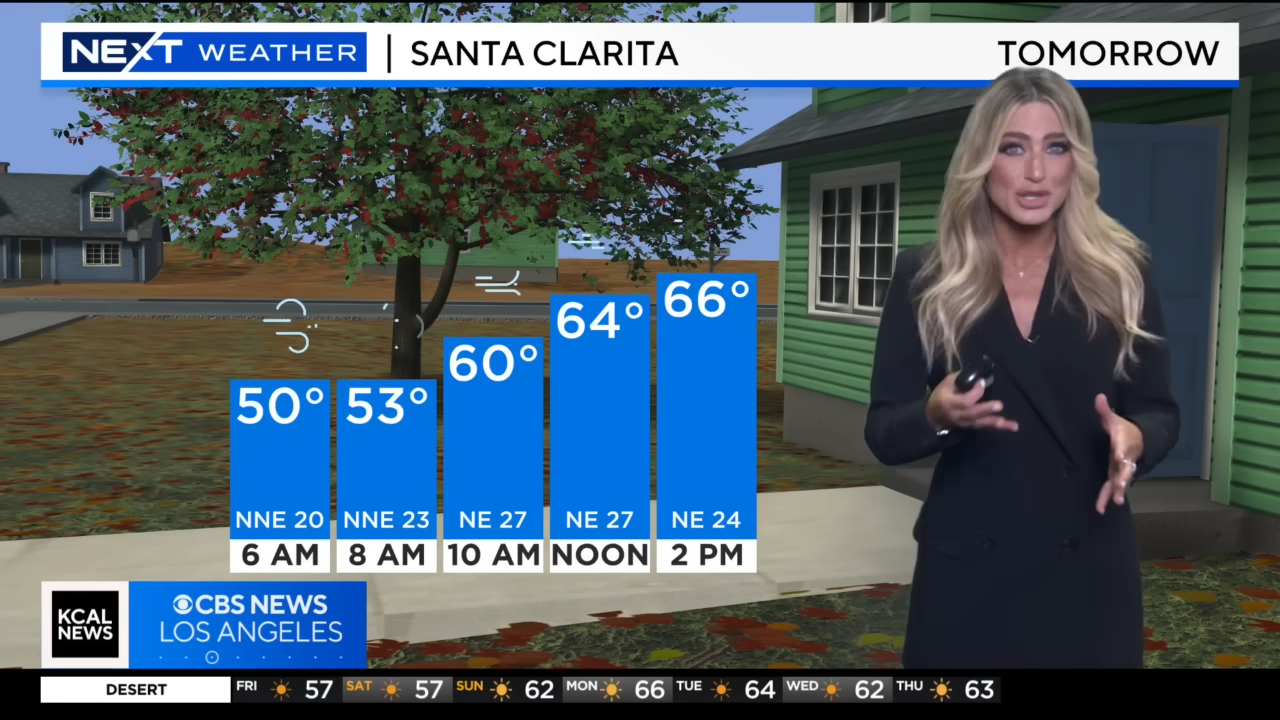 NEXT WEATHER | SANTA CLARITA TOMORROW
50° 53° 60° 64° 66°
NNE 20 NNE 23 NE 27 NE 27 NE 24
6 AM 8 AM 10 AM NOON 2 PM
KCAL NEWS
CBS NEWS
LOS ANGELES
DESERT FRI 57 SAT 57 SUN 62 MON 66 TUE 64 WED 62 THU 63